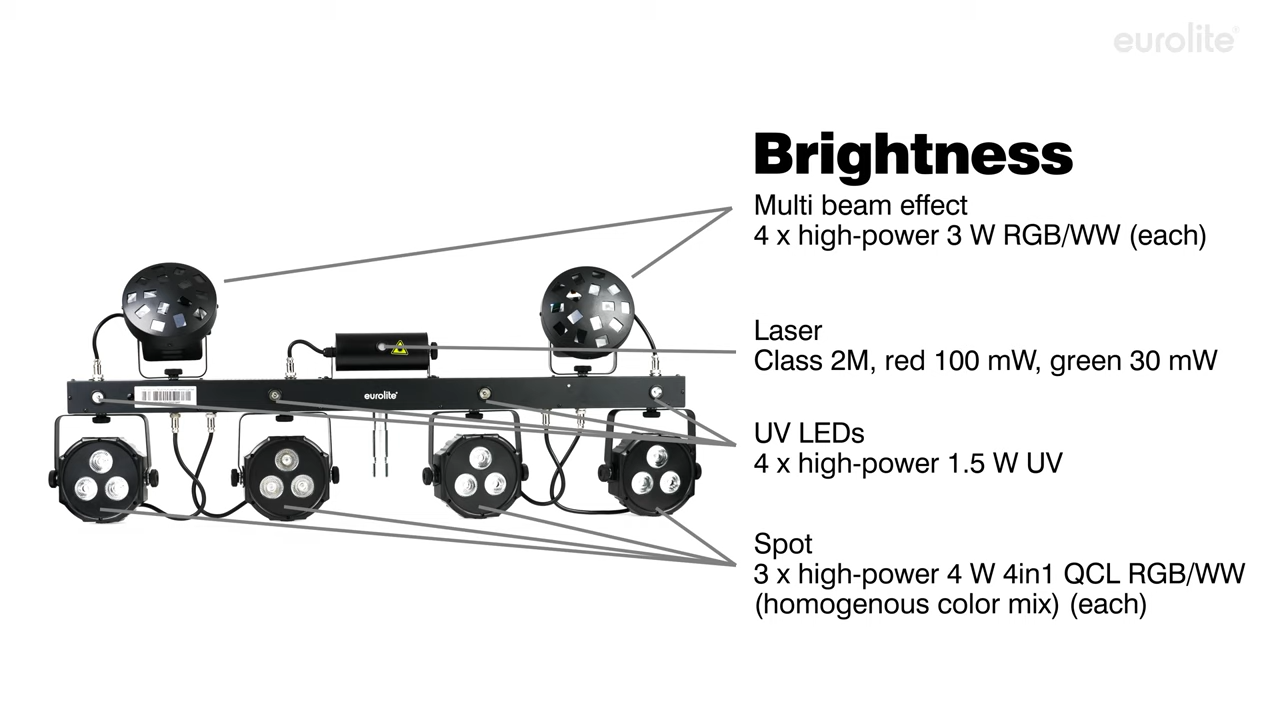 eurolite®
Brightness
Multi beam effect
4 x high-power 3 W RGB/WW (each)
Laser
Class 2M, red 100 mW, green 30 mW
eurolite®
UV LEDs
4 x high-power 1.5 W UV
Spot
3 x high-power 4 W 4in1 QCL RGB/WW
(homogenous color mix) (each)